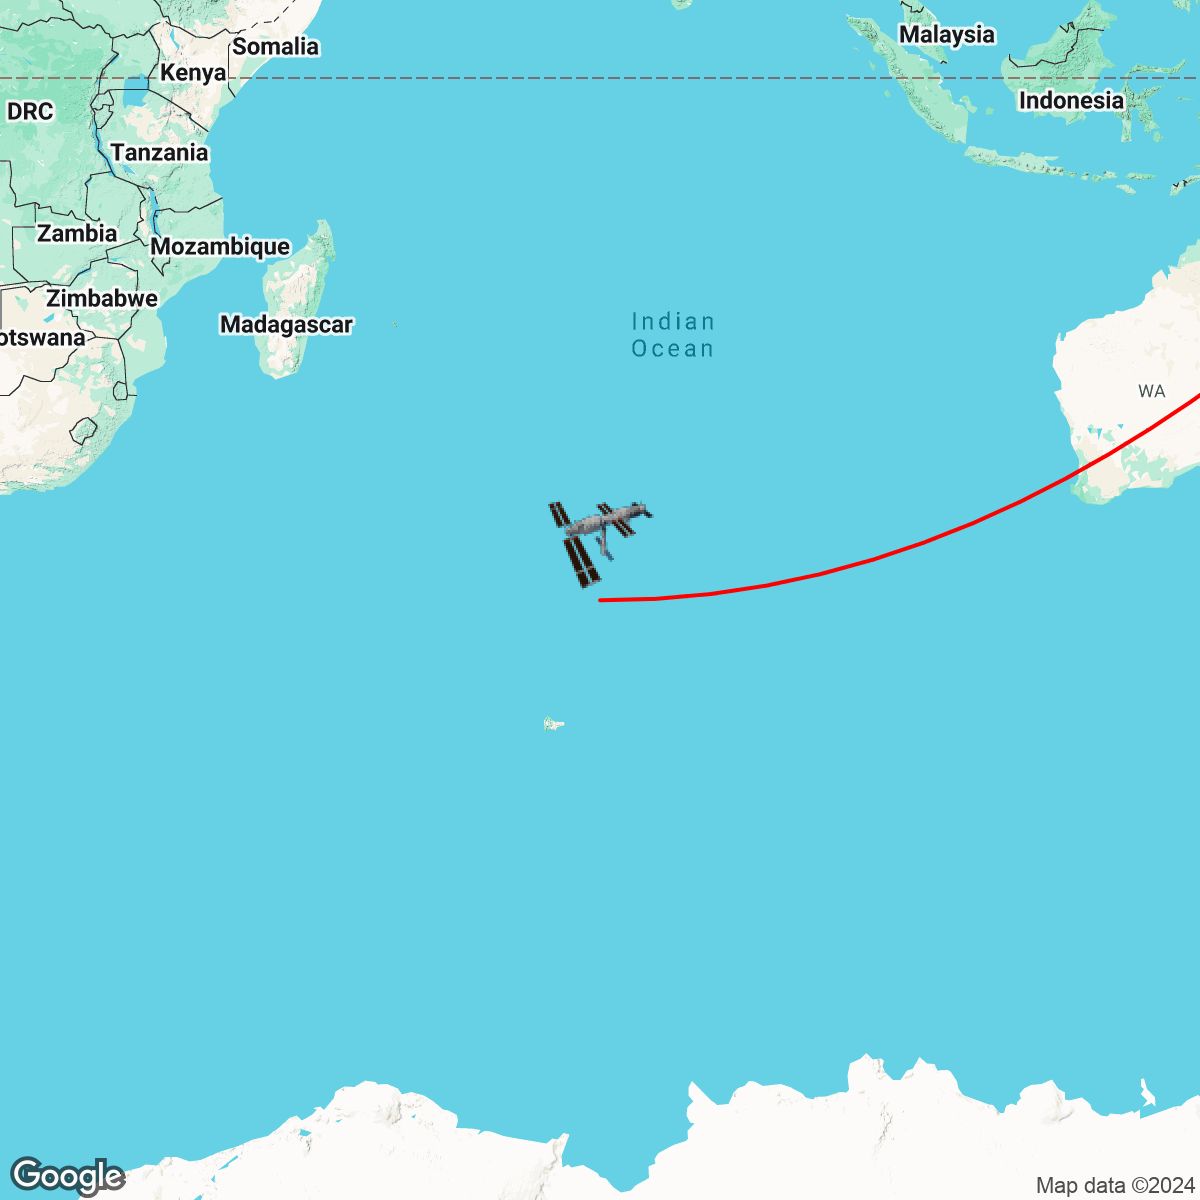 Somalia
Malaysia
Kenya
DRC
Indonesia
Tanzania
Zambia
Mozambique
Zimbabwe
Madagascar
Indian
Ocean
otswana
WA
Google
Map data ©2024